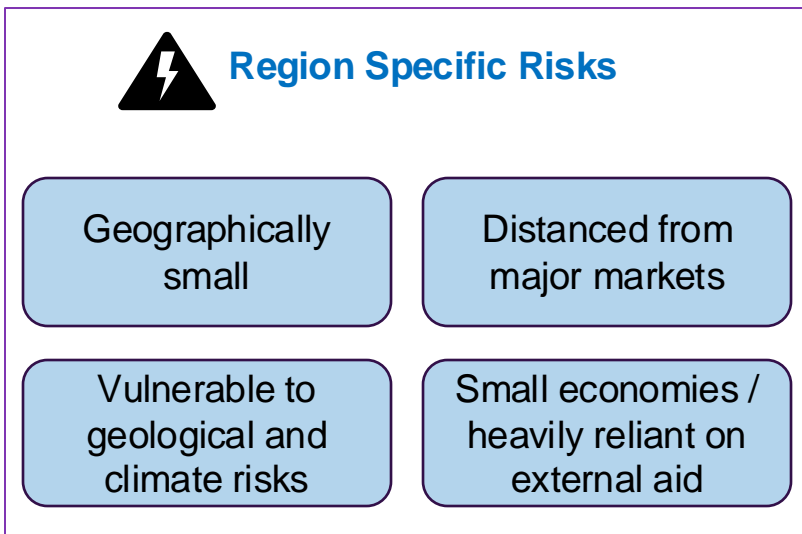 Region Specific Risks
Geographically
small
Distanced from
major markets
Vulnerable to
geological and
climate risks
Small economies /
heavily reliant on
external aid